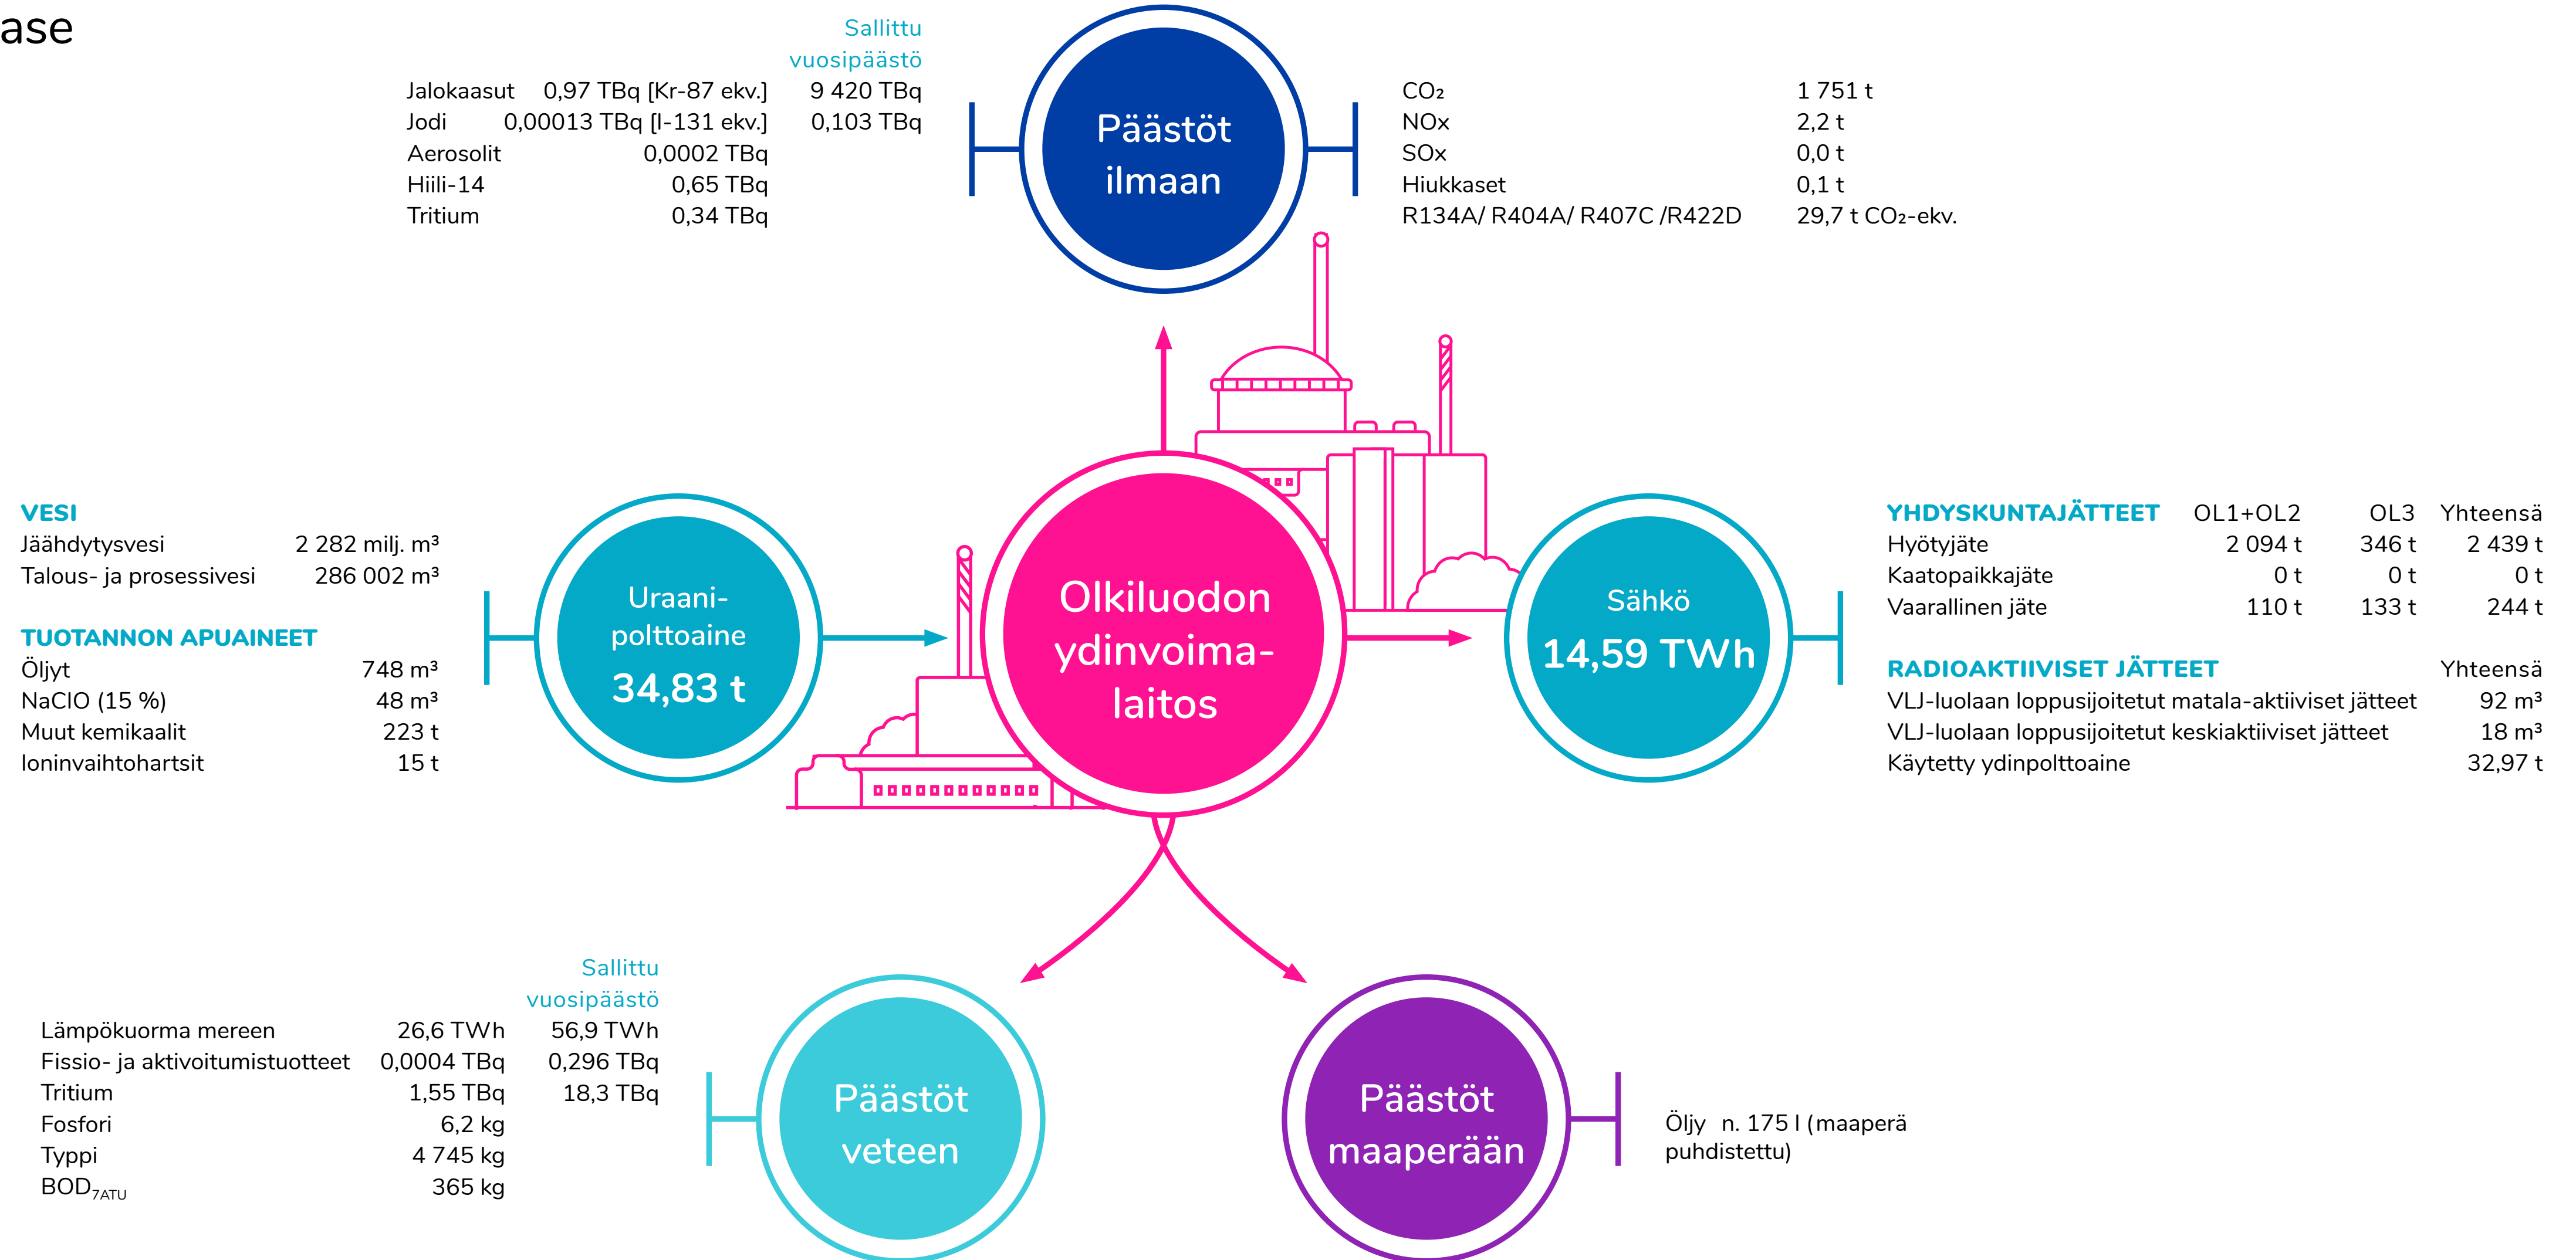 ase
Sallittu
vuosipäästö
Jalokaasut 0,97 TBq [Kr-87 ekv.] 9 420 TBq
Jodi 0,00013 TBq [I-131 ekv.] 0,103 TBq
Aerosolit 0,0002 TBq
Hiili-14 0,65 TBq
Tritium 0,34 TBq
Päästöt
ilmaan
CO₂ 1 751 t
NOx 2,2 t
SOx 0,0 t
Hiukkaset 0,1 t
R134A/ R404A/ R407C /R422D 29,7 t CO₂-ekv.
VESI
Jäähdytysvesi 2 282 milj. m³
Talous- ja prosessivesi 286 002 m³
TUOTANNON APUAINEET
Öljyt 748 m³
NaClO (15 %) 48 m³
Muut kemikaalit 223 t
Ioninvaihtohartsit 15 t
Uraani-
polttoaine
34,83 t
Olkiluodon
ydinvoima-
laitos
Sähkö
14,59 TWh
YHDYSKUNTAJÄTTEET OL1+OL2 OL3 Yhteensä
Hyötyjäte 2 094 t 346 t 2 439 t
Kaatopaikkajäte 0 t 0 t 0 t
Vaarallinen jäte 110 t 133 t 244 t
RADIOAKTIIVISET JÄTTEET Yhteensä
VLJ-luolaan loppusijoitetut matala-aktiiviset jätteet 92 m³
VLJ-luolaan loppusijoitetut keskiaktiiviset jätteet 18 m³
Käytetty ydinpolttoaine 32,97 t
Sallittu
vuosipäästö
Lämpökuorma mereen 26,6 TWh 56,9 TWh
Fissio- ja aktivoitumistuotteet 0,0004 TBq 0,296 TBq
Tritium 1,55 TBq 18,3 TBq
Fosfori 6,2 kg
Typpi 4 745 kg
BOD₇ATU 365 kg
Päästöt
veteen
Päästöt
maaperään
Öljy n. 175 l (maaperä
puhdistettu)